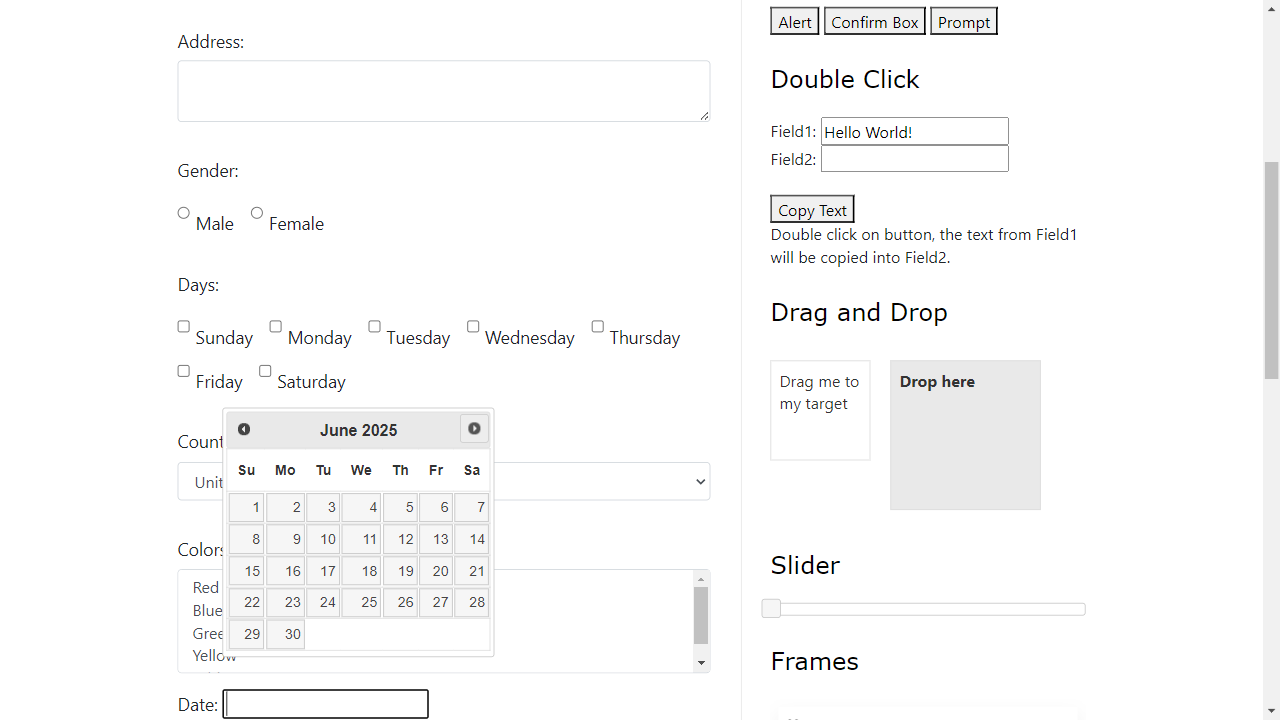 Address:
Gender:
Male Female
Days:
Sunday Monday Tuesday Wednesday Thursday
Friday Saturday
June 2025
Su Mo Tu We Th Fr Sa
1 2 3 4 5 6 7
8 9 10 11 12 13 14
15 16 17 18 19 20 21
22 23 24 25 26 27 28
29 30
Count
Unit
Colors
Red
Blue
Gree
Yellow
Date:
Alert Confirm Box Prompt
Double Click
Field1: Hello World!
Field2:
Copy Text
Double click on button, the text from Field1
will be copied into Field2.
Drag and Drop
Drag me to
my target
Drop here
Slider
Frames